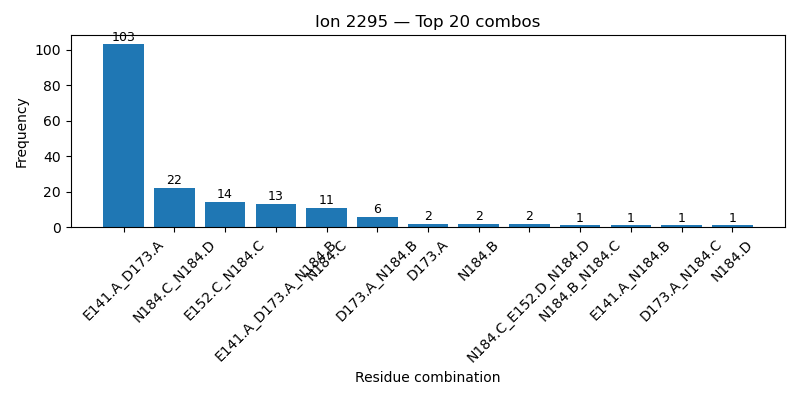 Ion 2295 — Top 20 combos
Frequency
100
80
60
40
20
0
103
22
14
13
11
6
2
2
2
1
1
1
1
E141.A_D173.A
N184.C_N184.D
E152.C_N184.C
E141.A_D173.A_N184.B
N184.C
D173.A_N184.B
D173.A
N184.B
N184.C_E152.D_N184.D
N184.B_N184.C
E141.A_N184.B
D173.A_N184.C
N184.D
Residue combination